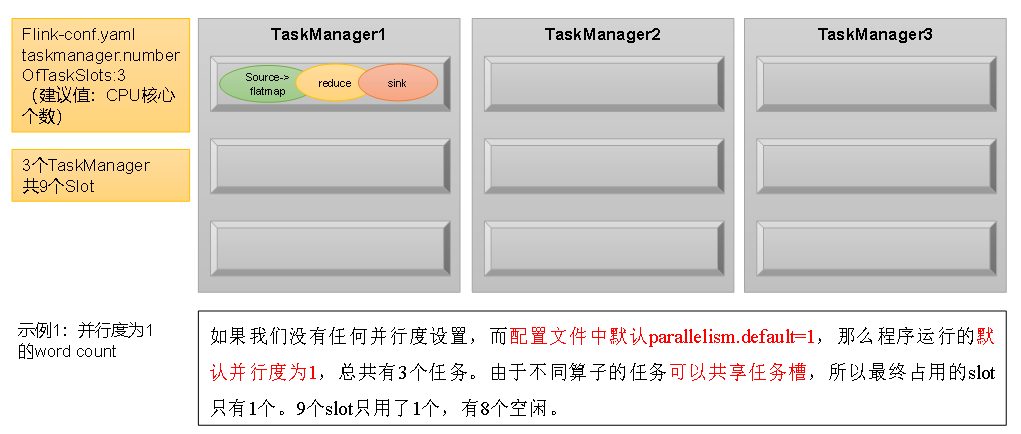 Flink-conf.yaml
taskmanager.number
OfTaskSlots:3
（建议值：CPU核心
个数）
3个TaskManager
共9个Slot
TaskManager1
TaskManager2
TaskManager3
Source->
flatmap
reduce
sink
示例1：并行度为1
的word count
如果我们没有任何并行度设置，而配置文件中默认parallelism.default=1，那么程序运行的默
认并行度为1，总共有3个任务。由于不同算子的任务可以共享任务槽，所以最终占用的slot
只有1个。9个slot只用了1个，有8个空闲。